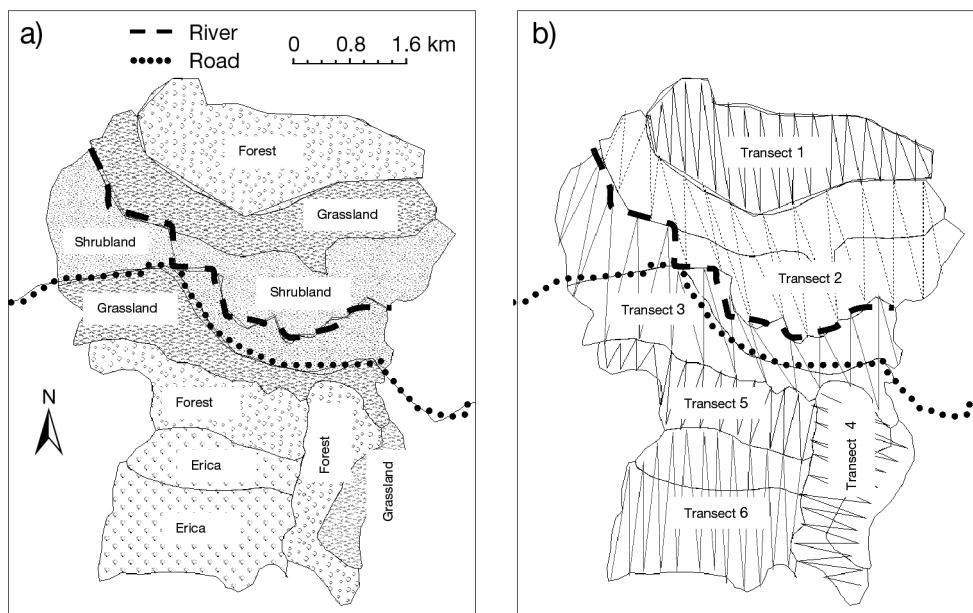 a)
River
Road
0 0.8 1.6 km
Forest
Grassland
Shrubland
Shrubland
Grassland
Forest
Forest
Erica
Grassland
Erica
N
b)
Transect 1
Transect 2
Transect 3
Transect 5
Transect 4
Transect 6